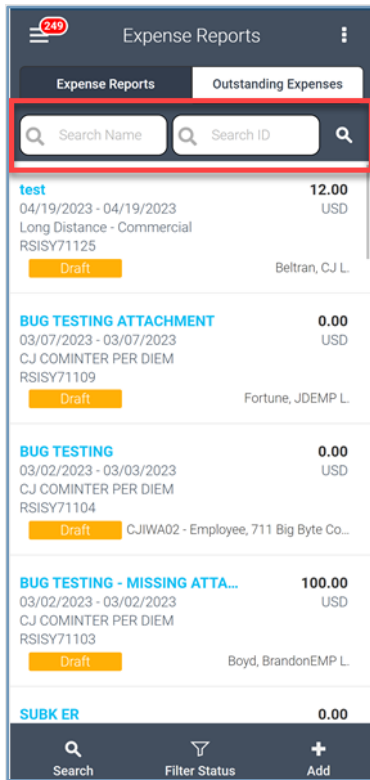 249
Expense Reports
Expense Reports Outstanding Expenses
Search Name Search ID
test 12.00
04/19/2023 - 04/19/2023 USD
Long Distance - Commercial
RSISY71125
Draft Beltran, CJ L.
BUG TESTING ATTACHMENT 0.00
03/07/2023 - 03/07/2023 USD
CJ COMINTER PER DIEM
RSISY71109
Draft Fortune, JDEMP L.
BUG TESTING 0.00
03/02/2023 - 03/03/2023 USD
CJ COMINTER PER DIEM
RSISY71104
Draft CJIWA02 - Employee, 711 Big Byte Co...
BUG TESTING - MISSING ATTA... 100.00
03/02/2023 - 03/02/2023 USD
CJ COMINTER PER DIEM
RSISY71103
Draft Boyd, BrandonEMP L.
SUBK ER 0.00
Search Filter Status Add